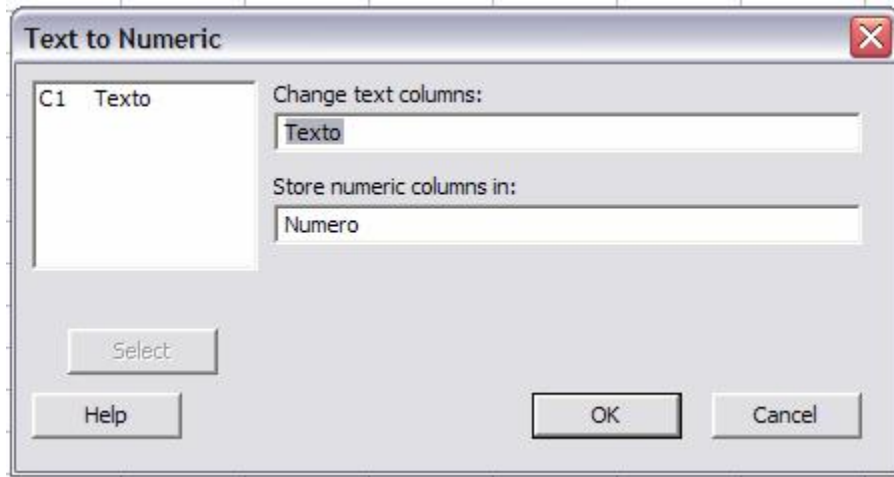 Text to Numeric
C1 Texto
Change text columns:
Texto
Store numeric columns in:
Numero
Select
Help
OK
Cancel